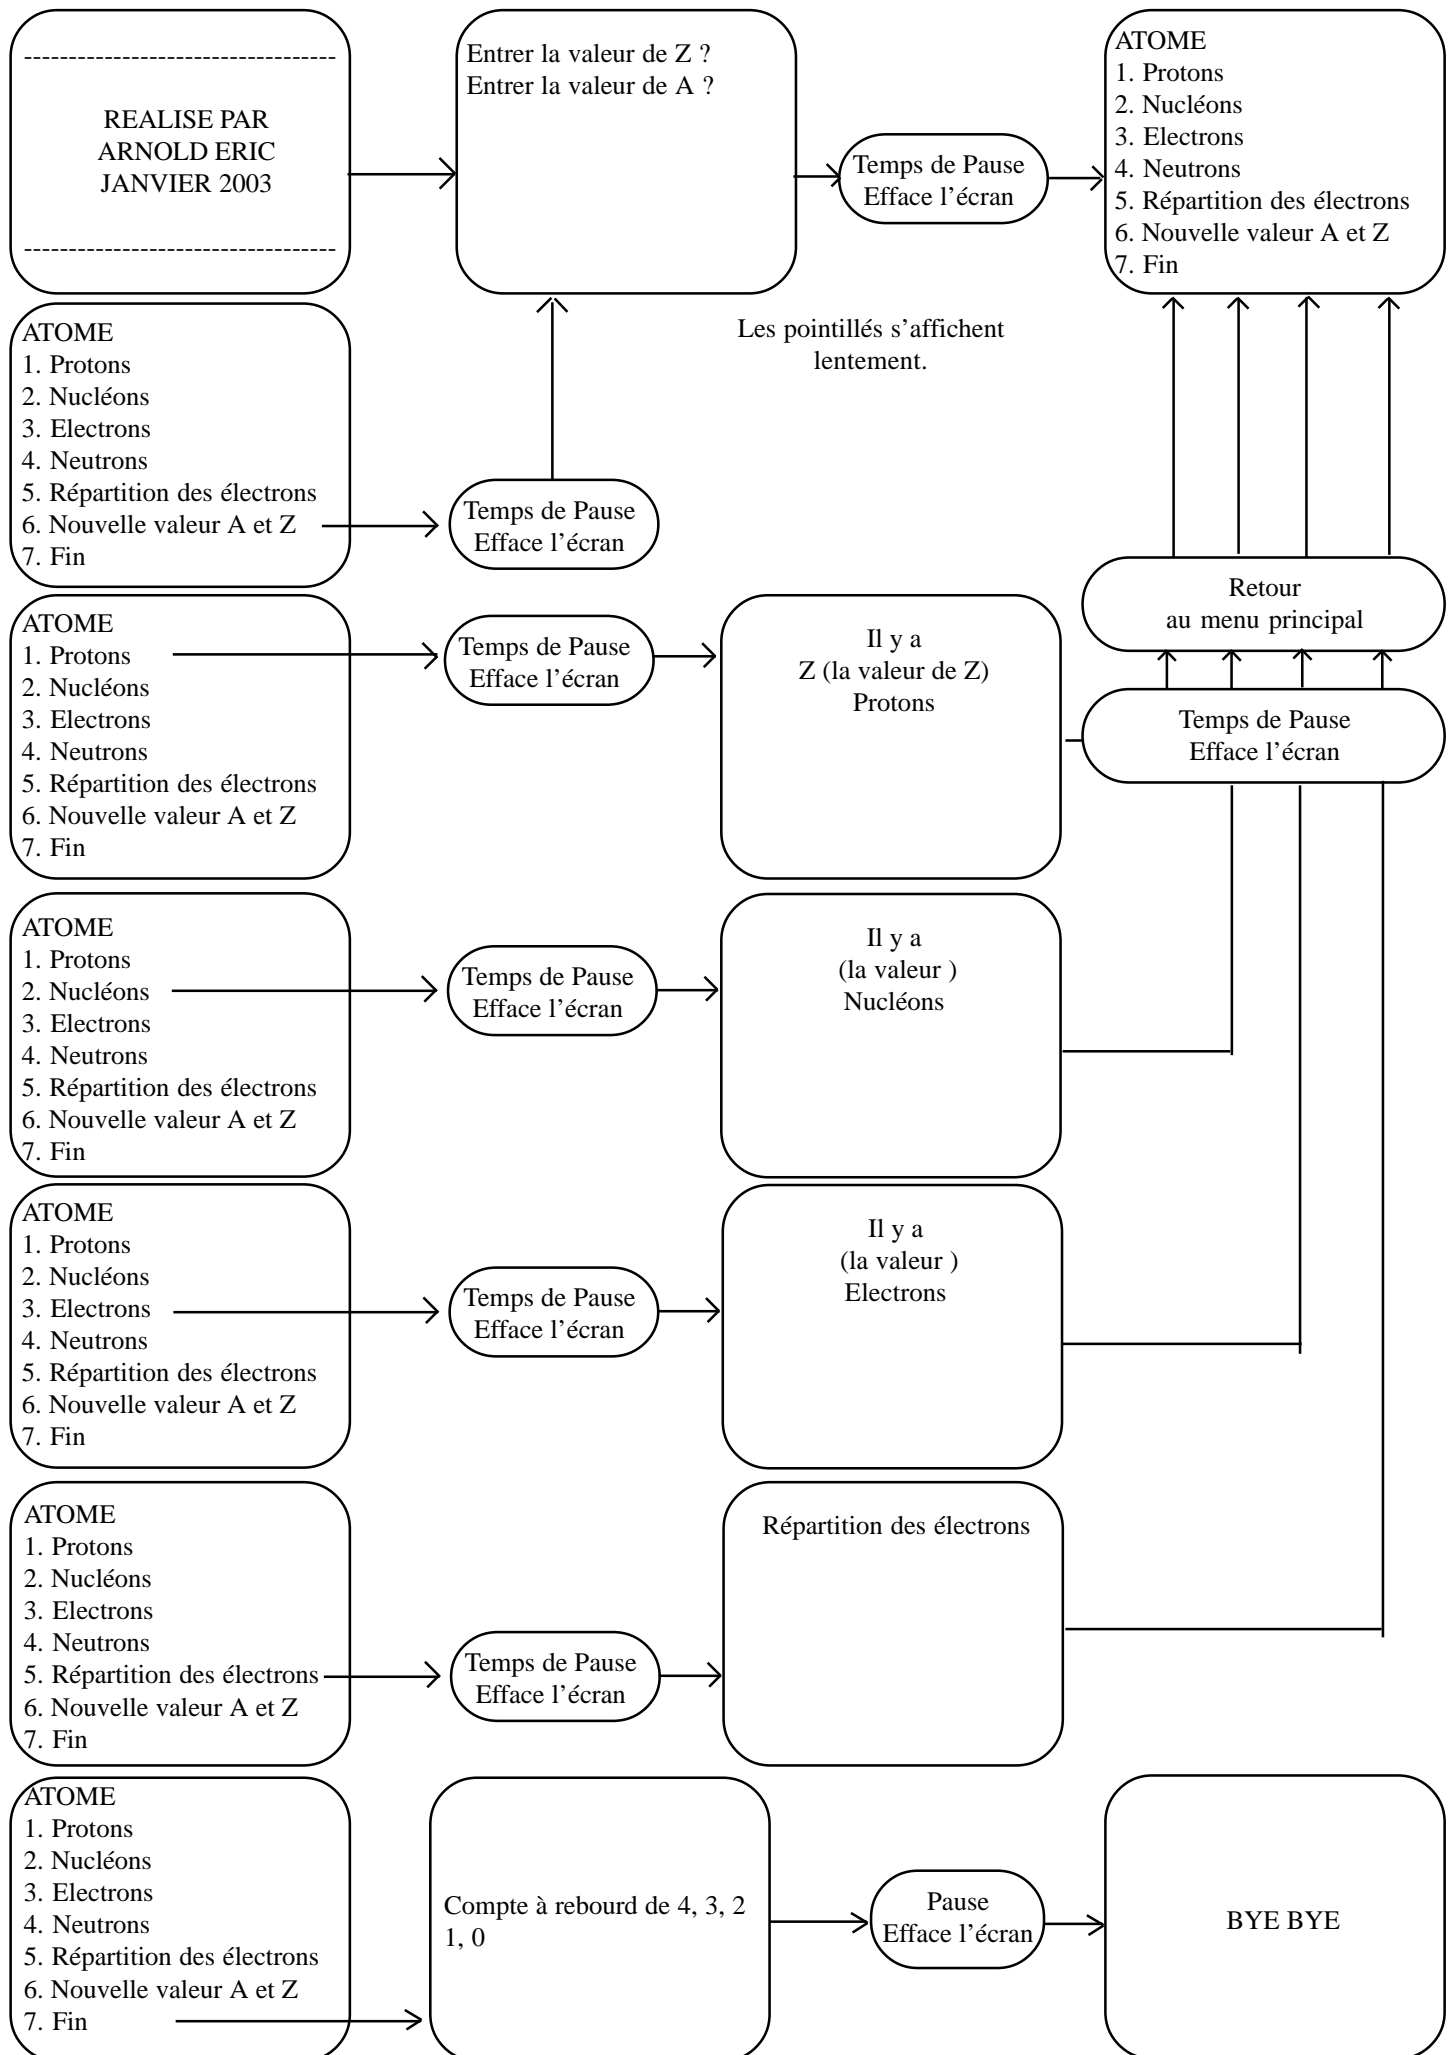 ----------------------------------
REALISE PAR
ARNOLD ERIC
JANVIER 2003
----------------------------------
Entrer la valeur de Z ?
Entrer la valeur de A ?
Temps de Pause
Efface l'écran
ATOME
1. Protons
2. Nucléons
3. Electrons
4. Neutrons
5. Répartition des électrons
6. Nouvelle valeur A et Z
7. Fin
Les pointillés s'affichent
lentement.
ATOME
1. Protons
2. Nucléons
3. Electrons
4. Neutrons
5. Répartition des électrons
6. Nouvelle valeur A et Z
7. Fin
Temps de Pause
Efface l'écran
Retour
au menu principal
ATOME
1. Protons
2. Nucléons
3. Electrons
4. Neutrons
5. Répartition des électrons
6. Nouvelle valeur A et Z
7. Fin
Temps de Pause
Efface l'écran
Il y a
Z (la valeur de Z)
Protons
Temps de Pause
Efface l'écran
ATOME
1. Protons
2. Nucléons
3. Electrons
4. Neutrons
5. Répartition des électrons
6. Nouvelle valeur A et Z
7. Fin
Temps de Pause
Efface l'écran
Il y a
(la valeur )
Nucléons
ATOME
1. Protons
2. Nucléons
3. Electrons
4. Neutrons
5. Répartition des électrons
6. Nouvelle valeur A et Z
7. Fin
Temps de Pause
Efface l'écran
Il y a
(la valeur )
Electrons
ATOME
1. Protons
2. Nucléons
3. Electrons
4. Neutrons
5. Répartition des électrons
6. Nouvelle valeur A et Z
7. Fin
Temps de Pause
Efface l'écran
Répartition des électrons
ATOME
1. Protons
2. Nucléons
3. Electrons
4. Neutrons
5. Répartition des électrons
6. Nouvelle valeur A et Z
7. Fin
Compte à rebourd de 4, 3, 2
1, 0
Pause
Efface l'écran
BYE BYE